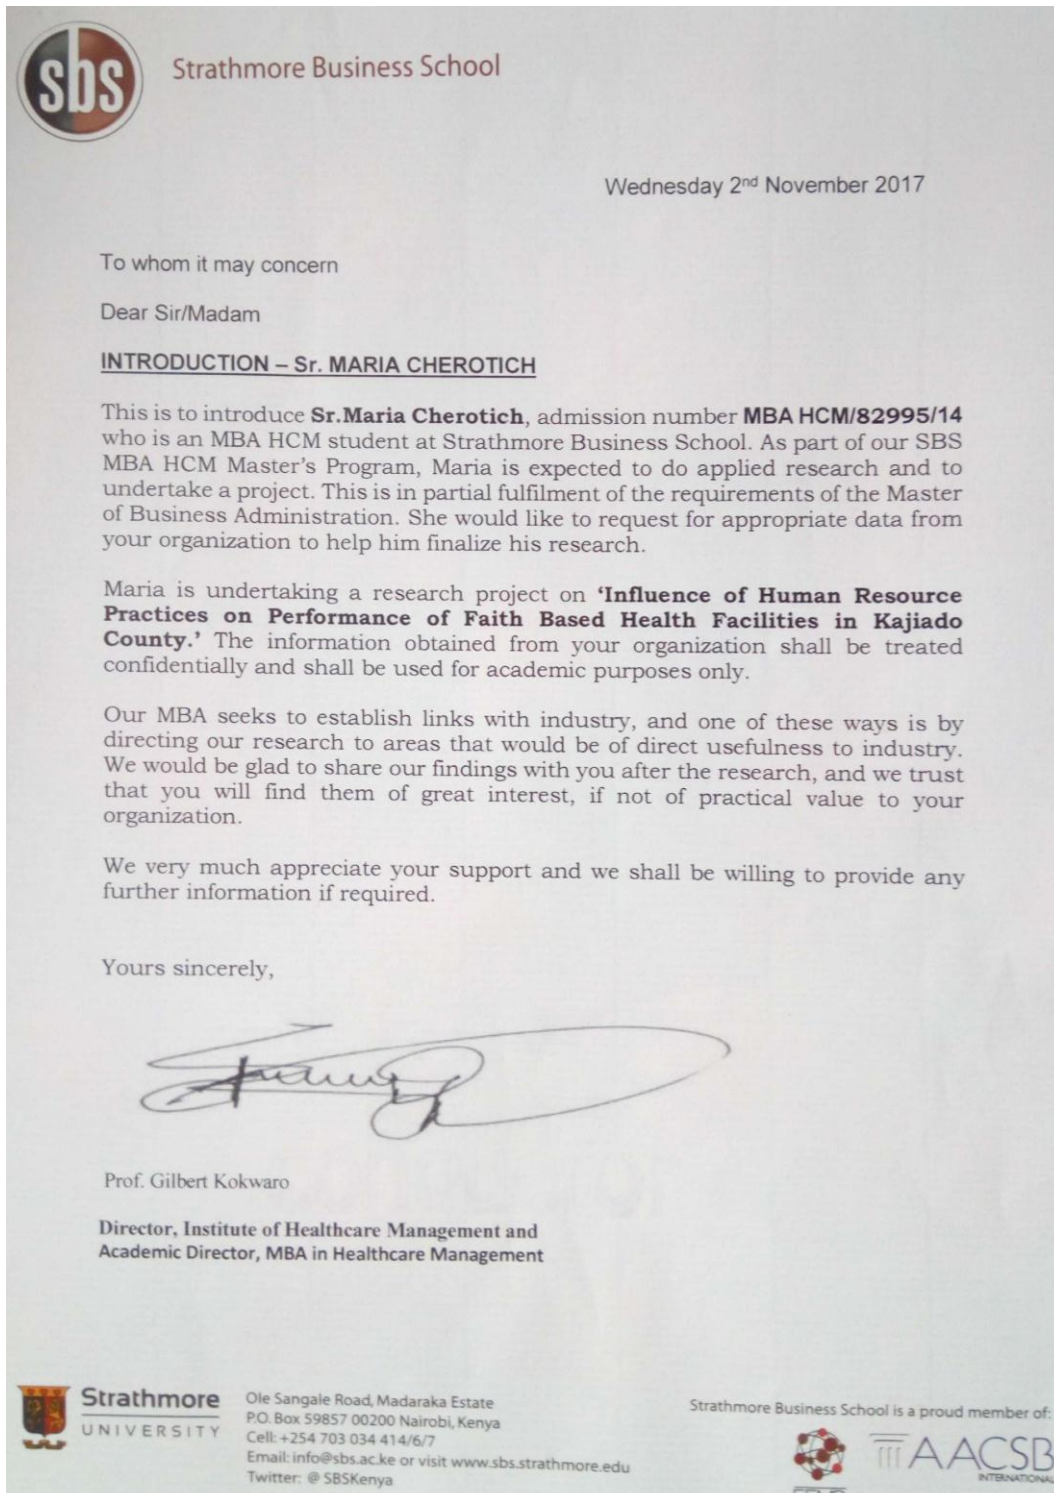 sbs
Strathmore Business School
Wednesday 2nd November 2017
To whom it may concern
Dear Sir/Madam
INTRODUCTION – Sr. MARIA CHEROTICH
This is to introduce Sr.Maria Cherotich, admission number MBA HCM/82995/14
who is an MBA HCM student at Strathmore Business School. As part of our SBS
MBA HCM Master's Program, Maria is expected to do applied research and to
undertake a project. This is in partial fulfilment of the requirements of the Master
of Business Administration. She would like to request for appropriate data from
your organization to help him finalize his research.
Maria is undertaking a research project on ‘Influence of Human Resource
Practices on Performance of Faith Based Health Facilities in Kajiado
County.’ The information obtained from your organization shall be treated
confidentially and shall be used for academic purposes only.
Our MBA seeks to establish links with industry, and one of these ways is by
directing our research to areas that would be of direct usefulness to industry.
We would be glad to share our findings with you after the research, and we trust
that you will find them of great interest, if not of practical value to your
organization.
We very much appreciate your support and we shall be willing to provide any
further information if required.
Yours sincerely,
Prof. Gilbert Kokwaro
Director, Institute of Healthcare Management and
Academic Director, MBA in Healthcare Management
Strathmore
UNIVERSITY
Ole Sangale Road, Madaraka Estate
P.O. Box 59857 00200 Nairobi, Kenya
Cell: +254 703 034 414/6/7
Email: info@sbs.ac.ke or visit www.sbs.strathmore.edu
Twitter: @ SBSKenya
Strathmore Business School is a proud member of:
AACSB
INTERNATIONAL